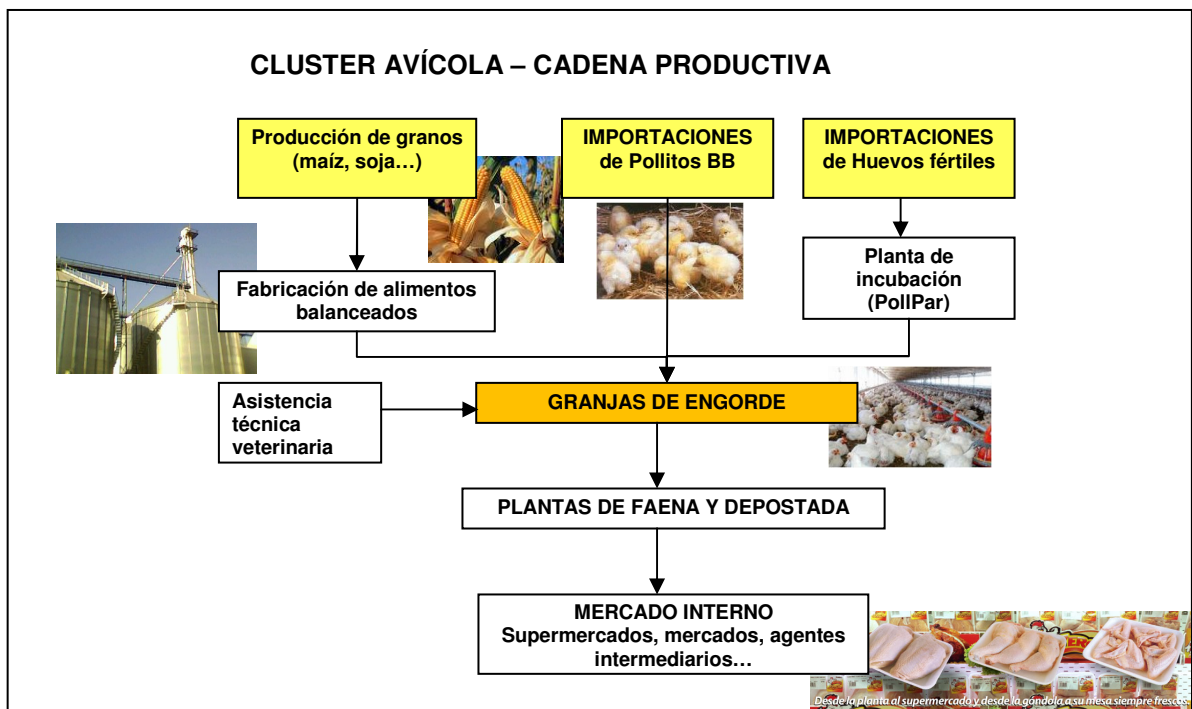 CLUSTER AVÍCOLA – CADENA PRODUCTIVA
Producción de granos
(maíz, soja…)
IMPORTACIONES
de Pollitos BB
IMPORTACIONES
de Huevos fértiles
Fabricación de alimentos
balanceados
Planta de
incubación
(PollPar)
Asistencia
técnica
veterinaria
GRANJAS DE ENGORDE
PLANTAS DE FAENA Y DEPOSTADA
MERCADO INTERNO
Supermercados, mercados, agentes
intermediarios…
Desde la planta al supermercado y desde la góndola a su mesa siempre frescos